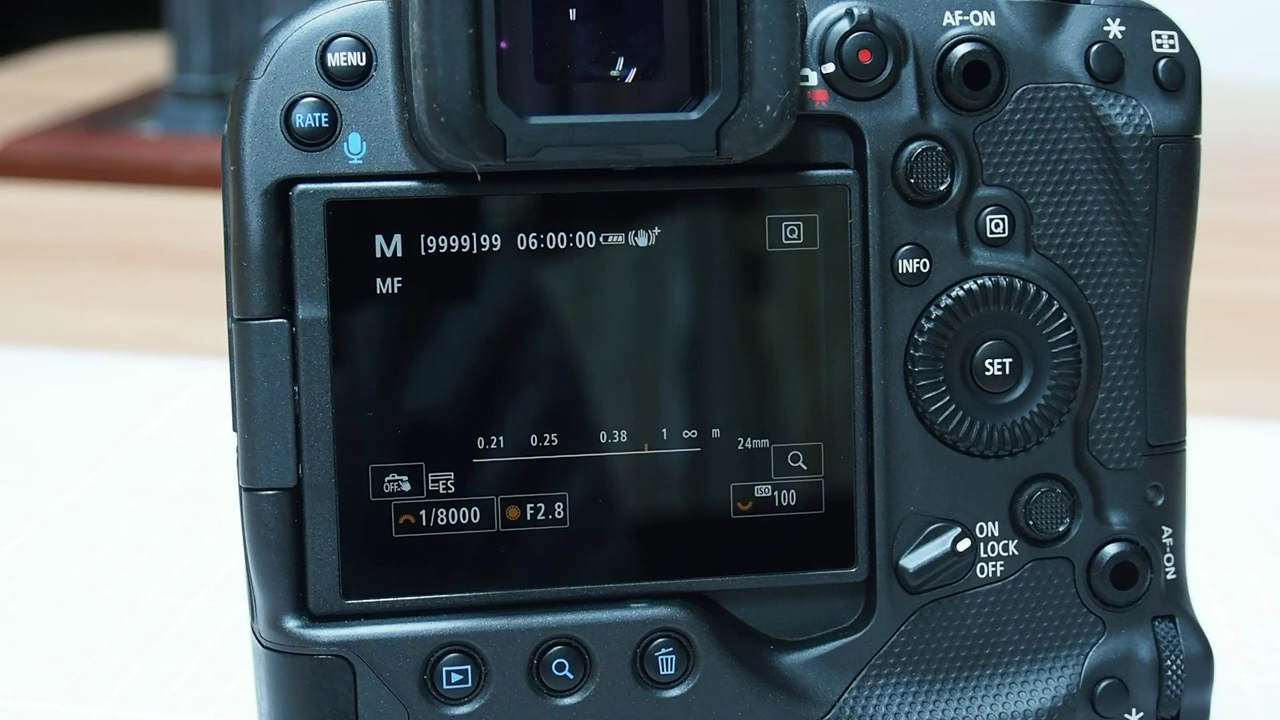 AF-ON
MENU
RATE
M [9999]99 06:00:00
Q
Q
MF
INFO
SET
0.21 0.25 0.38 1 ∞ m
24mm
OFF
ES
1/8000 F2.8 ISO 100
ON
LOCK
OFF
AF-ON